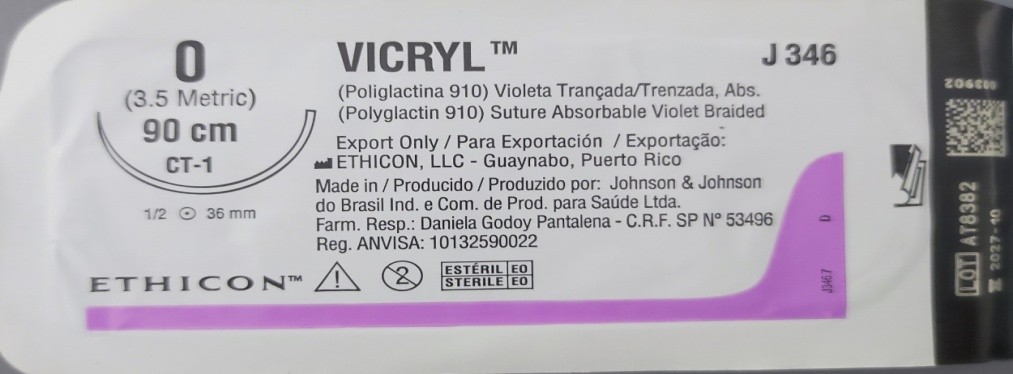 0
(3.5 Metric)
90 cm
CT-1
1/2 36 mm
VICRYL™
J 346
(Poliglactina 910) Violeta Trançada/Trenzada, Abs.
(Polyglactin 910) Suture Absorbable Violet Braided
Export Only / Para Exportación / Exportação:
ETHICON, LLC - Guaynabo, Puerto Rico
Made in / Producido / Produzido por: Johnson & Johnson
do Brasil Ind. e Com. de Prod. para Saúde Ltda.
Farm. Resp.: Daniela Godoy Pantalena - C.R.F. SP Nº 53496
Reg. ANVISA: 10132590022
ETHICON™
2
ESTÉRIL EO
STERILE EO
D
LOT AT8382
2027-10